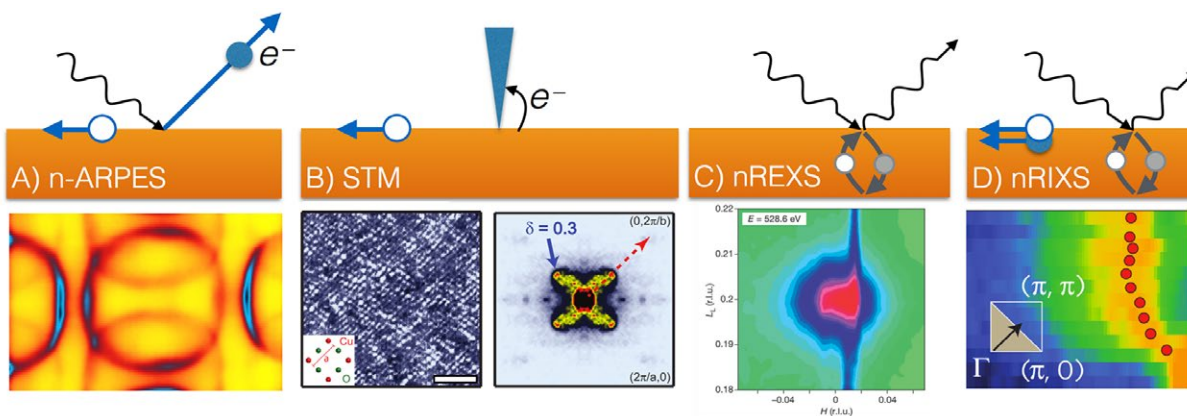 e⁻
e⁻
A) n-ARPES
B) STM
C) nREXS
D) nRIXS
δ = 0.3
(0,2π/b)
(2π/a,0)
Cu
a
O
E = 528.6 eV
0.22
0.21
0.2
0.19
0.18
L_L (r.l.u.)
-0.04
0
0.04
H (r.l.u.)
(π, π)
Γ
(π, 0)